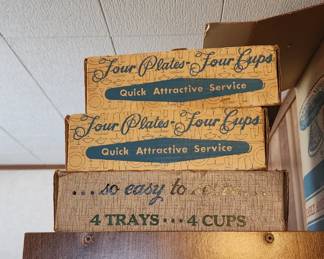 Four Plates-Four Cups
Quick Attractive Service
Four Plates-Four Cups
Quick Attractive Service
...so easy to
4 TRAYS ... 4 CUPS